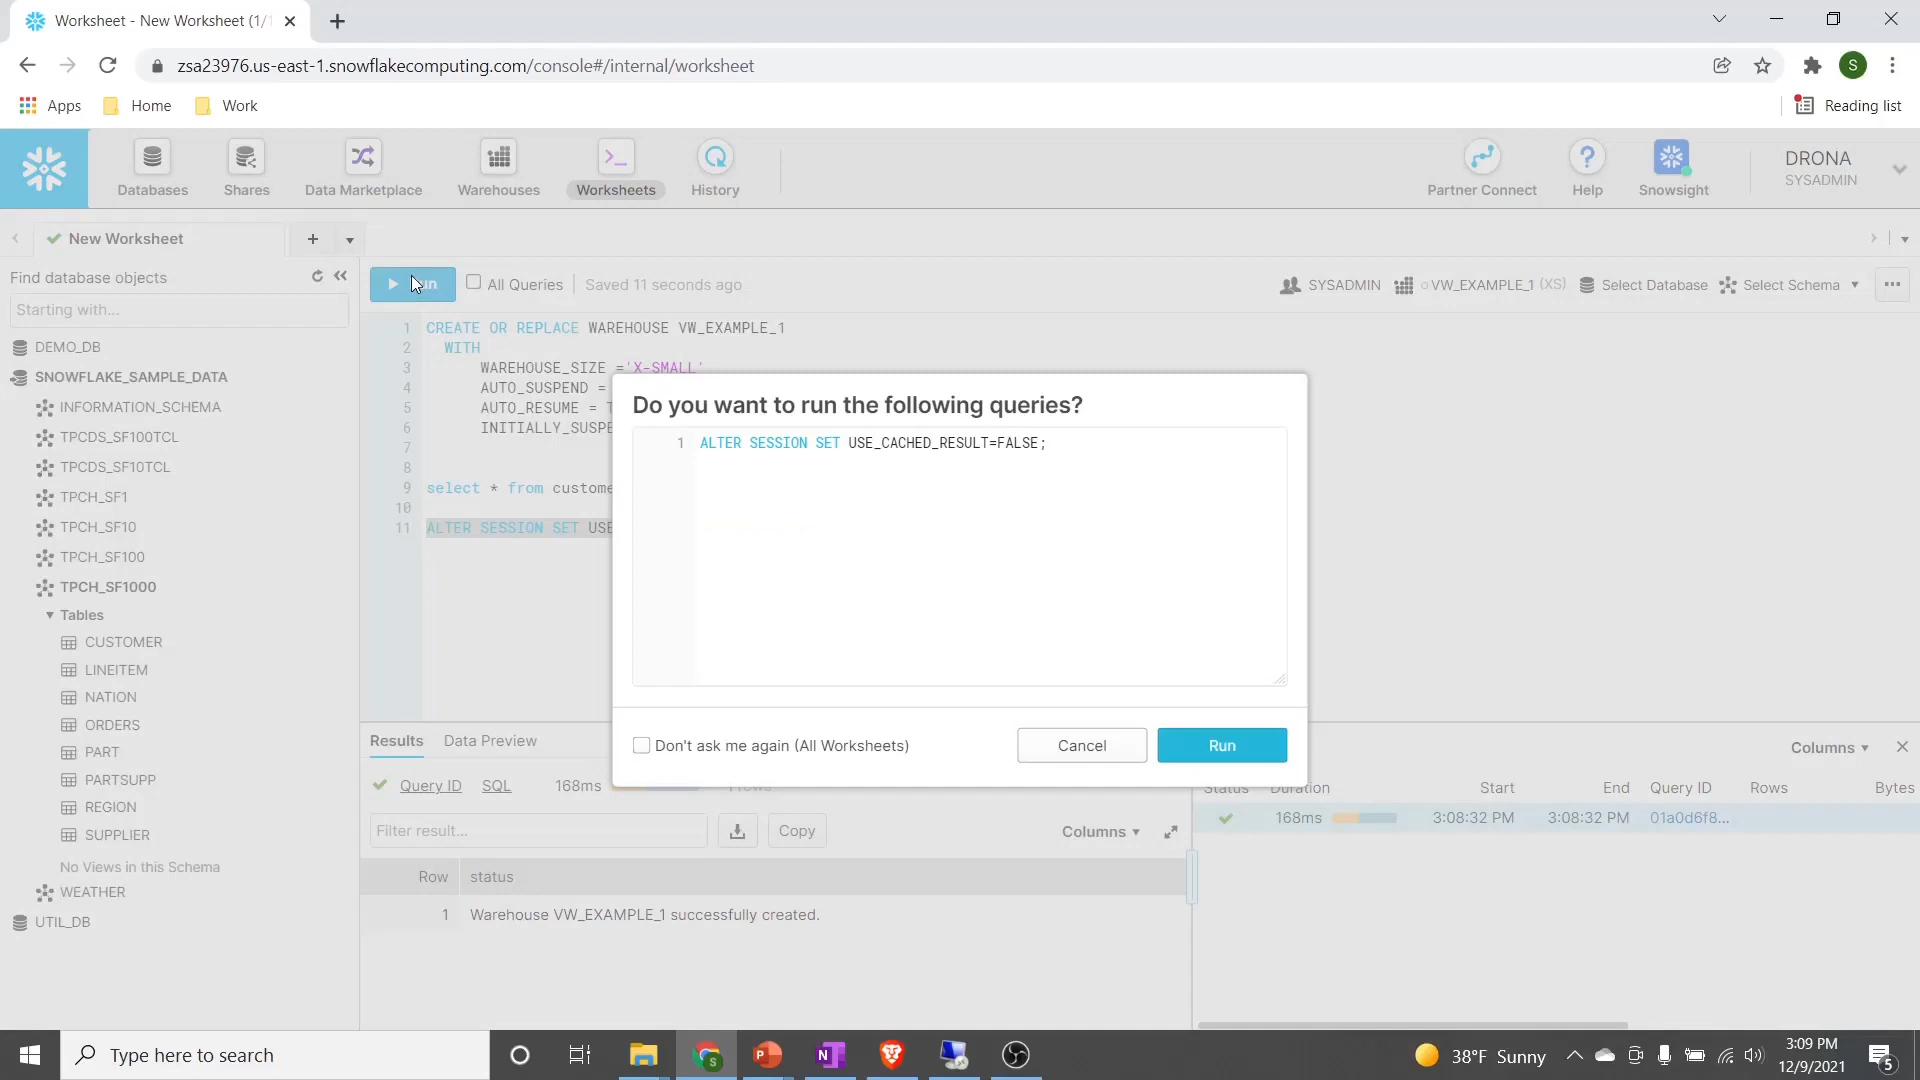 Worksheet - New Worksheet (1/1
zsa23976.us-east-1.snowflakecomputing.com/console#/internal/worksheet
S
Apps Home Work Reading list
Databases Shares Data Marketplace Warehouses Worksheets History Partner Connect Help Snowsight DRONA SYSADMIN
New Worksheet
Find database objects
Starting with...
DEMO_DB
SNOWFLAKE_SAMPLE_DATA
INFORMATION_SCHEMA
TPCDS_SF100TCL
TPCDS_SF10TCL
TPCH_SF1
TPCH_SF10
TPCH_SF100
TPCH_SF1000
Tables
CUSTOMER
LINEITEM
NATION
ORDERS
PART
PARTSUPP
REGION
SUPPLIER
No Views in this Schema
WEATHER
UTIL_DB
All Queries Saved 11 seconds ago SYSADMIN VW_EXAMPLE_1 (XS) Select Database Select Schema
1 CREATE OR REPLACE WAREHOUSE VW_EXAMPLE_1
2 WITH
3 WAREHOUSE_SIZE ='X-SMALL'
4 AUTO_SUSPEND =
5 AUTO_RESUME = T
6 INITIALLY_SUSPE
7
8
9 select * from custome
10
11 ALTER SESSION SET USE
Do you want to run the following queries?
1 ALTER SESSION SET USE_CACHED_RESULT=FALSE;
Don't ask me again (All Worksheets)
Cancel Run
Results Data Preview Columns
Query ID SQL 168ms
Filter result... Copy Columns
Row status
1 Warehouse VW_EXAMPLE_1 successfully created.
Status Duration Start End Query ID Rows Bytes
168ms 3:08:32 PM 3:08:32 PM 01a0d6f8...
Type here to search
38°F Sunny
3:09 PM
12/9/2021
5